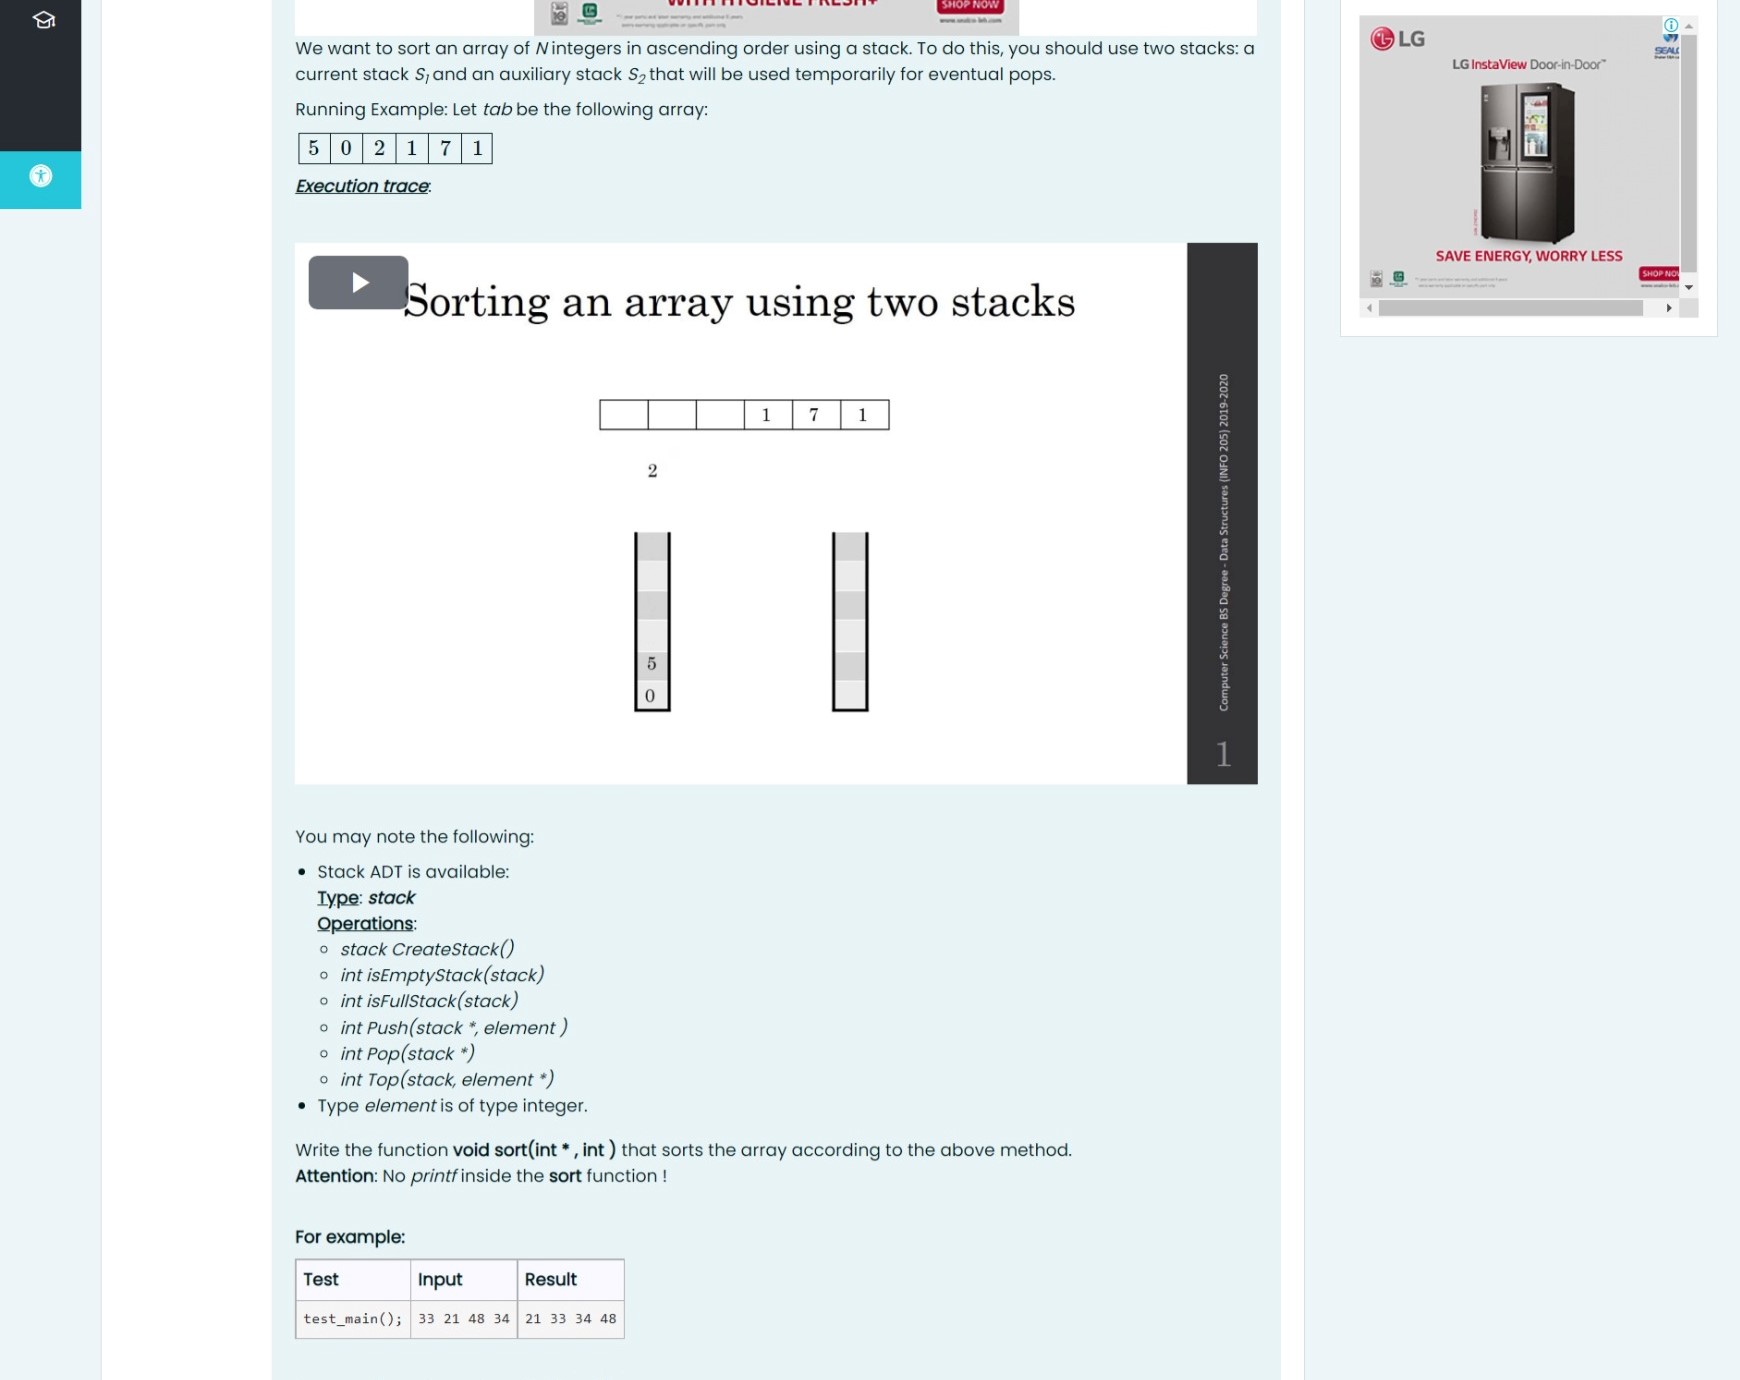 SHOP NOW
We want to sort an array of N integers in ascending order using a stack. To do this, you should use two stacks: a
current stack S1 and an auxiliary stack S2 that will be used temporarily for eventual pops.
Running Example: Let tab be the following array:
5 0 2 1 7 1
Execution trace:
Sorting an array using two stacks
1 7 1
2
5
0
Computer Science BS Degree - Data Structures (INFO 205) 2019-2020
1
You may note the following:
• Stack ADT is available:
Type: stack
Operations:
○ stack CreateStack()
○ int isEmptyStack(stack)
○ int isFullStack(stack)
○ int Push(stack *, element )
○ int Pop(stack *)
○ int Top(stack, element *)
• Type element is of type integer.
Write the function void sort(int * , int ) that sorts the array according to the above method.
Attention: No printf inside the sort function !
For example:
Test Input Result
test_main(); 33 21 48 34 21 33 34 48
LG
LG InstaView Door-in-Door™
SAVE ENERGY, WORRY LESS
SHOP NO